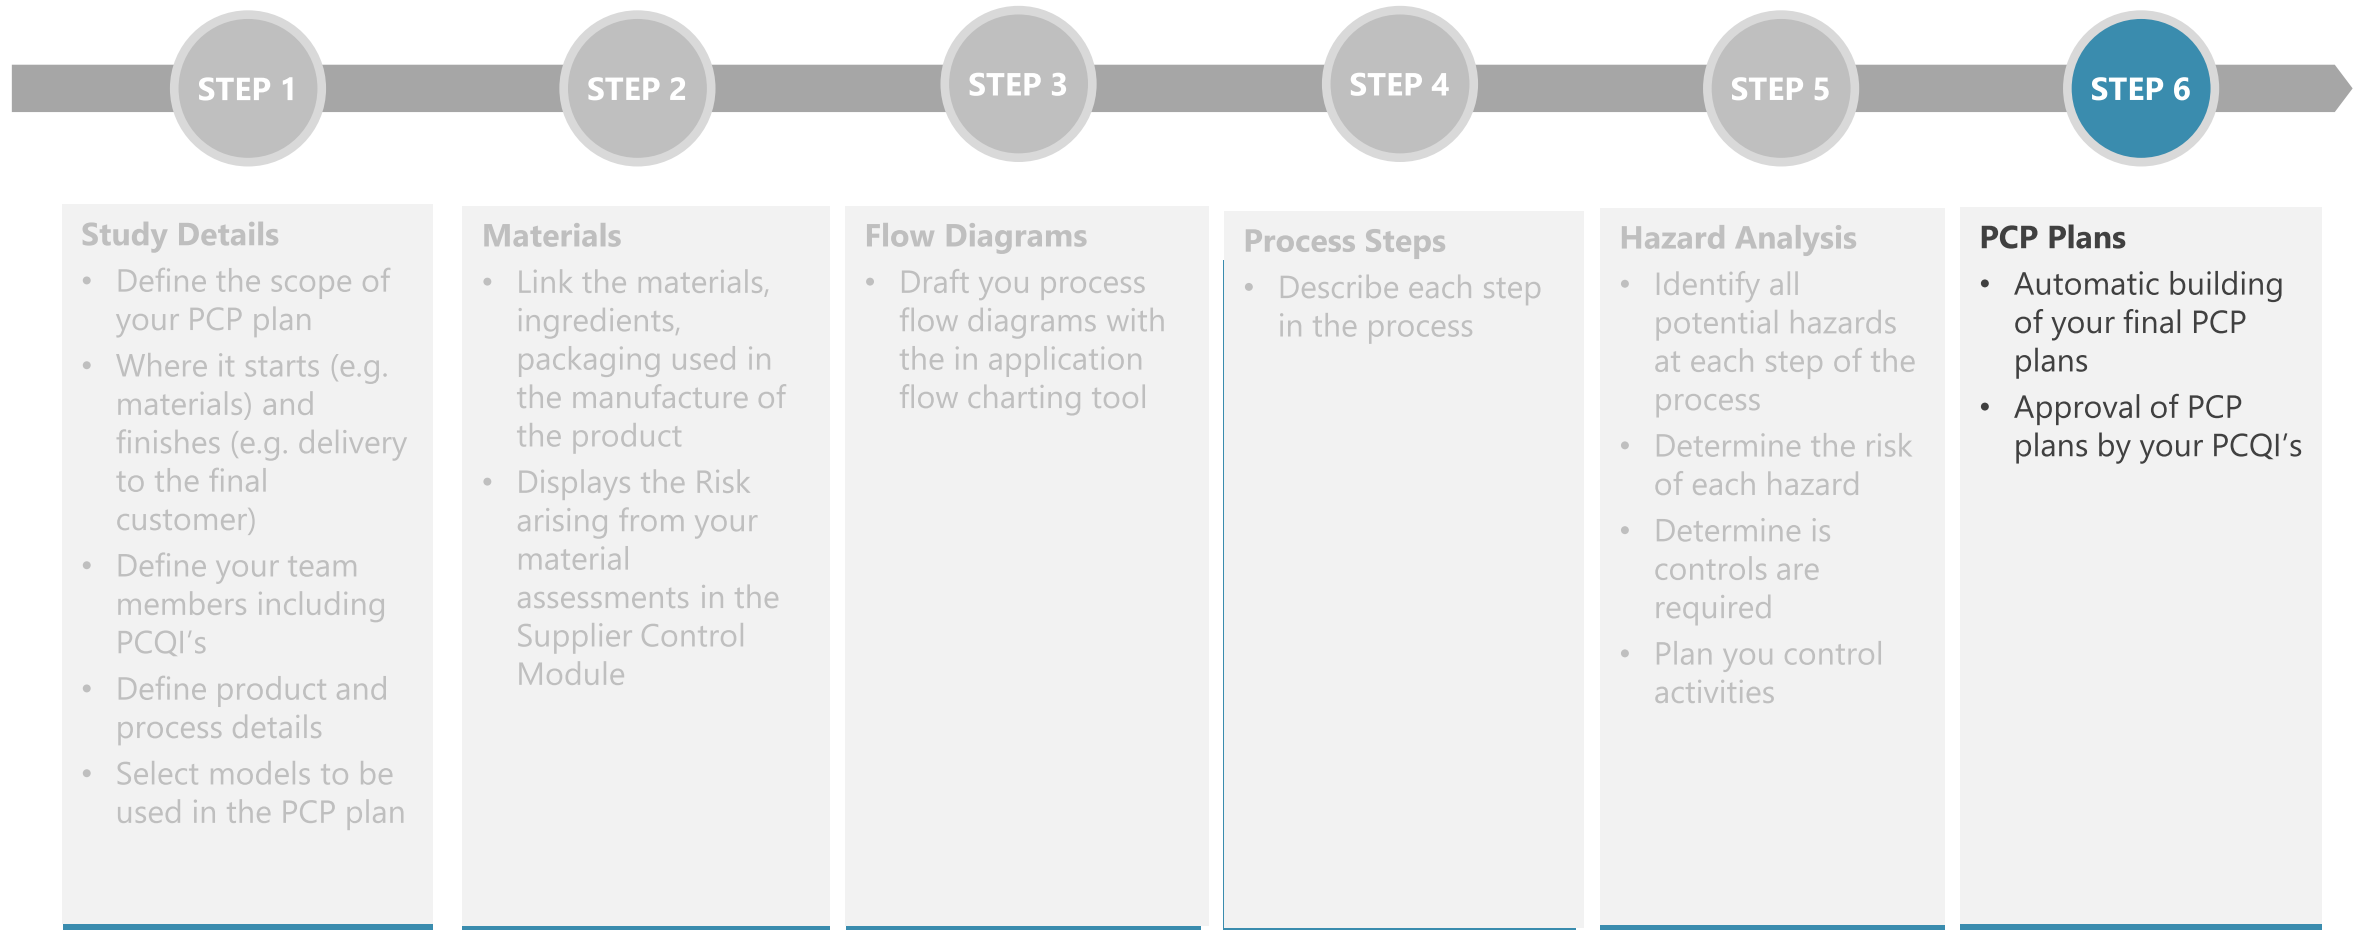 STEP 1
STEP 2
STEP 3
STEP 4
STEP 5
STEP 6
Study Details
• Define the scope of
your PCP plan
• Where it starts (e.g.
materials) and
finishes (e.g. delivery
to the final
customer)
• Define your team
members including
PCQI’s
• Define product and
process details
• Select models to be
used in the PCP plan
Materials
• Link the materials,
ingredients,
packaging used in
the manufacture of
the product
• Displays the Risk
arising from your
material
assessments in the
Supplier Control
Module
Flow Diagrams
• Draft you process
flow diagrams with
the in application
flow charting tool
Process Steps
• Describe each step
in the process
Hazard Analysis
• Identify all
potential hazards
at each step of the
process
• Determine the risk
of each hazard
• Determine is
controls are
required
• Plan you control
activities
PCP Plans
• Automatic building
of your final PCP
plans
• Approval of PCP
plans by your PCQI’s